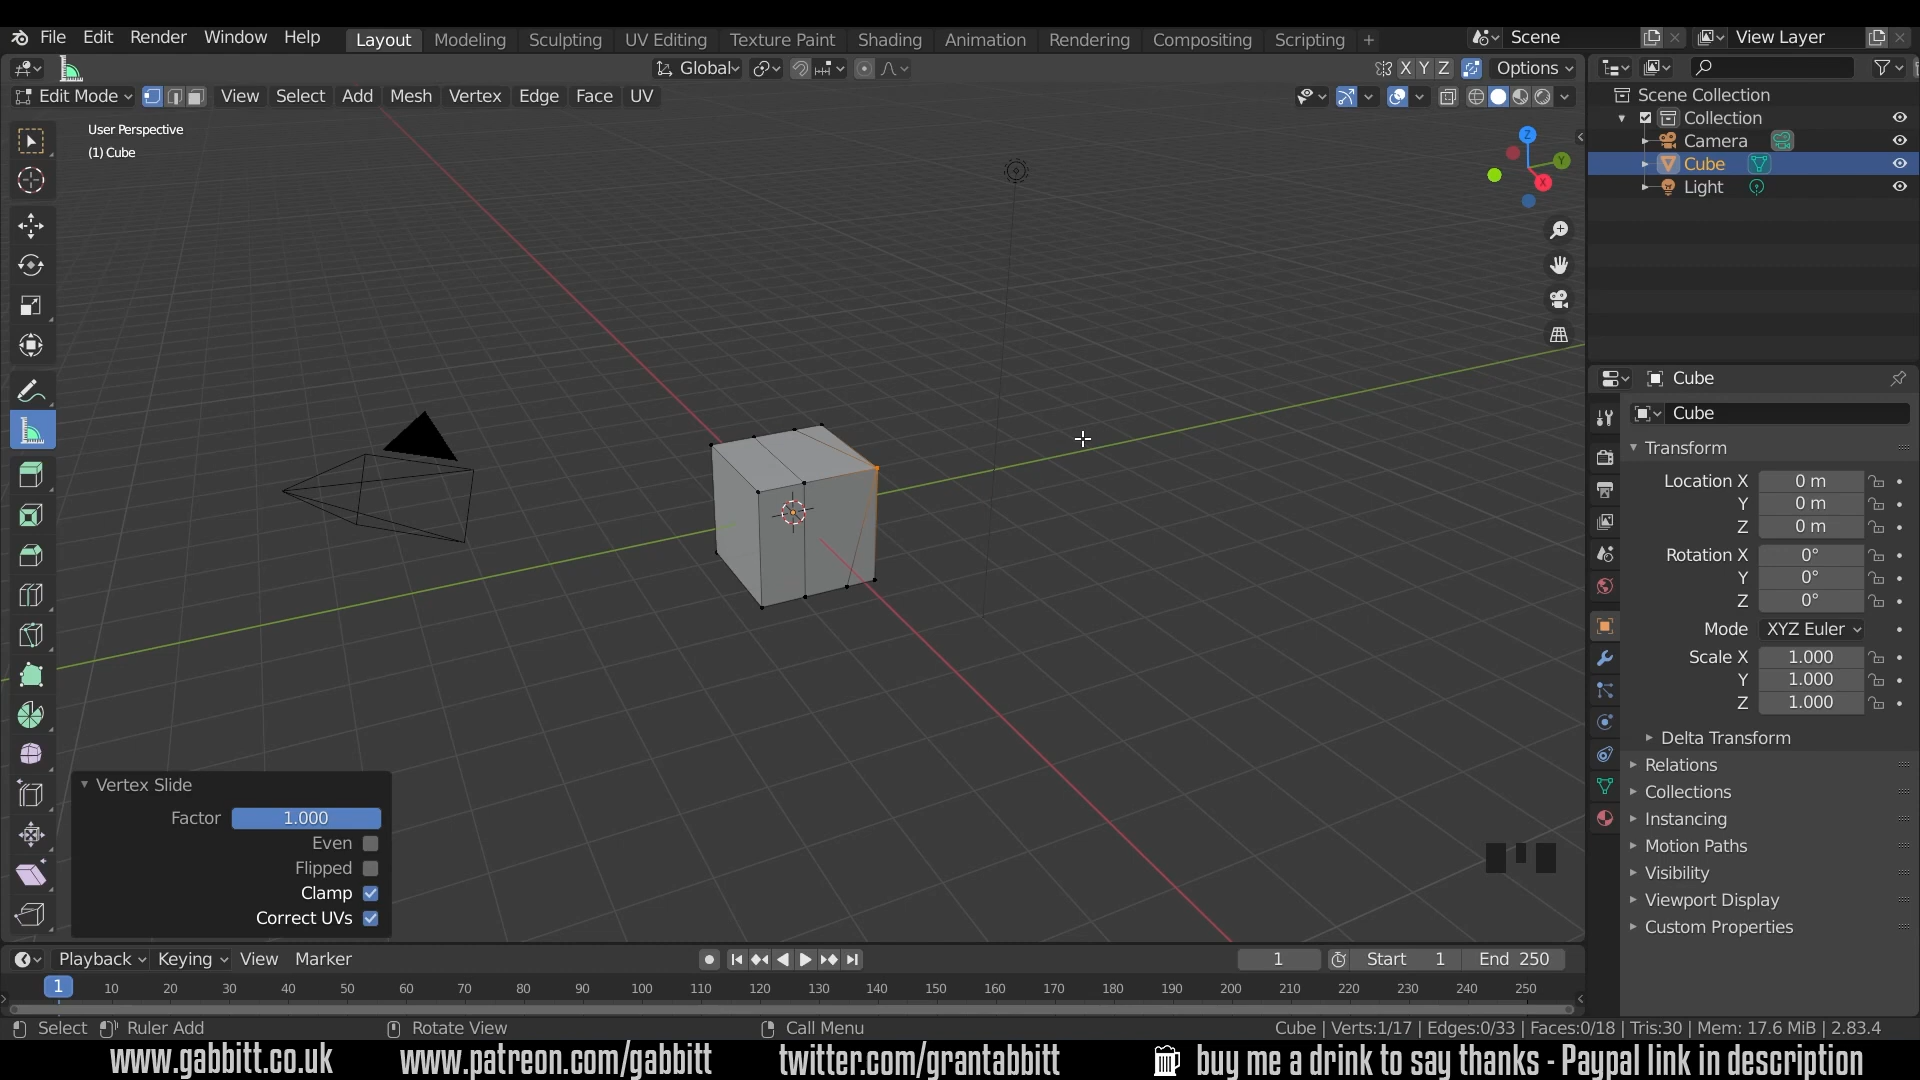 File Edit Render Window Help Layout Modeling Sculpting UV Editing Texture Paint Shading Animation Rendering Compositing Scripting + Scene View Layer
Global X Y Z Options
Edit Mode View Select Add Mesh Vertex Edge Face UV
User Perspective
(1) Cube
Z
Y
X
Scene Collection
Collection
Camera
Cube
Light
Cube
Cube
Transform
Location X 0 m
Y 0 m
Z 0 m
Rotation X 0°
Y 0°
Z 0°
Mode XYZ Euler
Scale X 1.000
Y 1.000
Z 1.000
Delta Transform
Relations
Collections
Instancing
Motion Paths
Visibility
Viewport Display
Custom Properties
Vertex Slide
Factor 1.000
Even
Flipped
Clamp
Correct UVs
Playback Keying View Marker 1 Start 1 End 250
1 10 20 30 40 50 60 70 80 90 100 110 120 130 140 150 160 170 180 190 200 210 220 230 240 250
Select Ruler Add Rotate View Call Menu Cube | Verts:1/17 | Edges:0/33 | Faces:0/18 | Tris:30 | Mem: 17.6 MiB | 2.83.4
www.gabbitt.co.uk www.patreon.com/gabbitt twitter.com/grantabbitt buy me a drink to say thanks - Paypal link in description